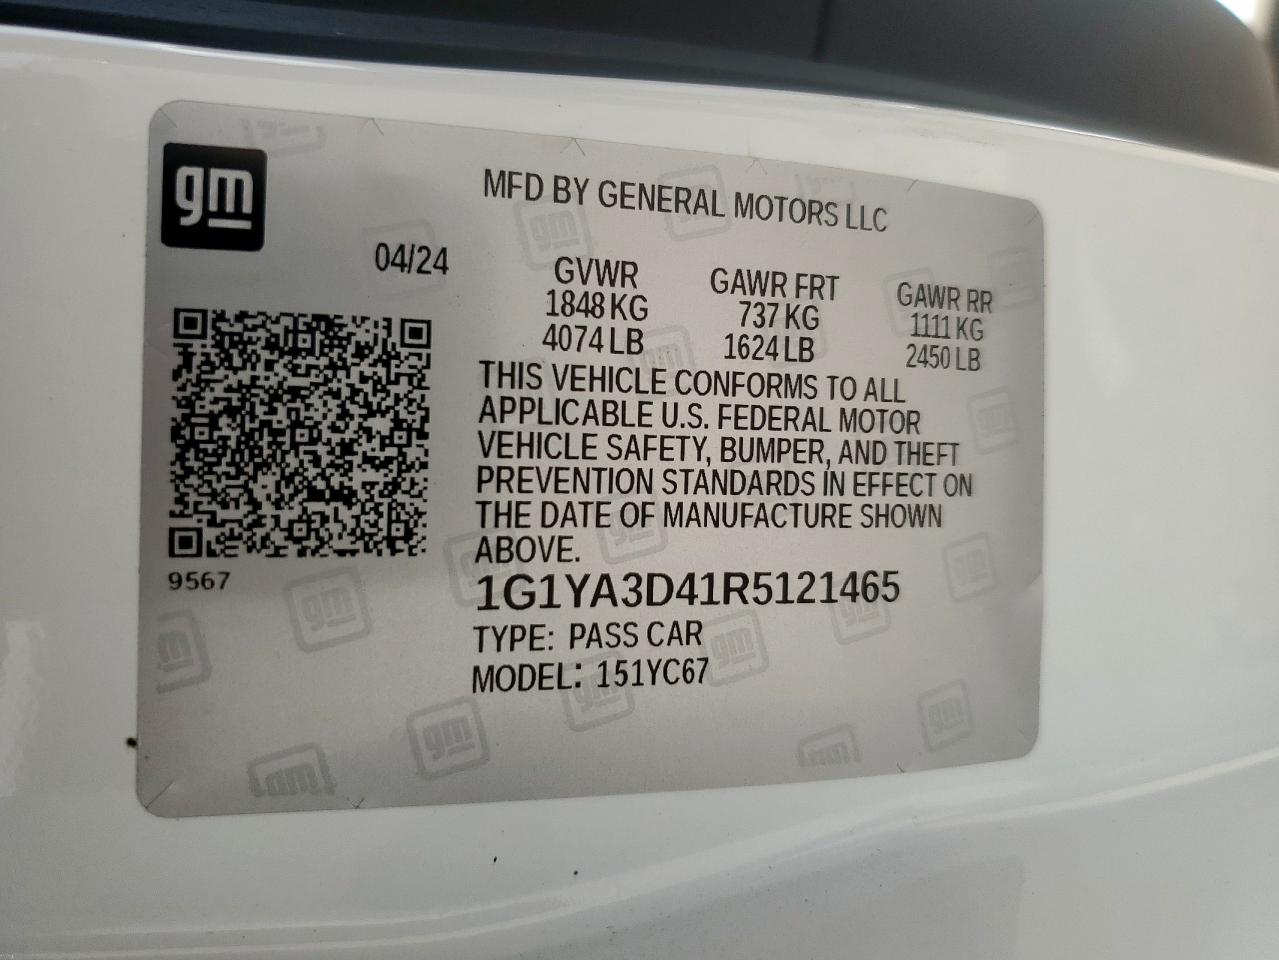 gm
MFD BY GENERAL MOTORS LLC
04/24
GVWR GAWR FRT GAWR RR
1848 KG 737 KG 1111 KG
4074 LB 1624 LB 2450 LB
THIS VEHICLE CONFORMS TO ALL
APPLICABLE U.S. FEDERAL MOTOR
VEHICLE SAFETY, BUMPER, AND THEFT
PREVENTION STANDARDS IN EFFECT ON
THE DATE OF MANUFACTURE SHOWN
ABOVE.
9567
1G1YA3D41R5121465
TYPE: PASS CAR
MODEL: 151YC67